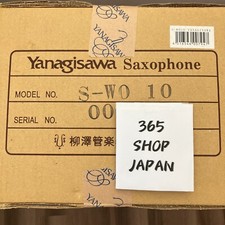 Yanagisawa Saxophone
MODEL NO. S-WO 10
SERIAL NO. 00
柳澤管楽
365
SHOP
JAPAN